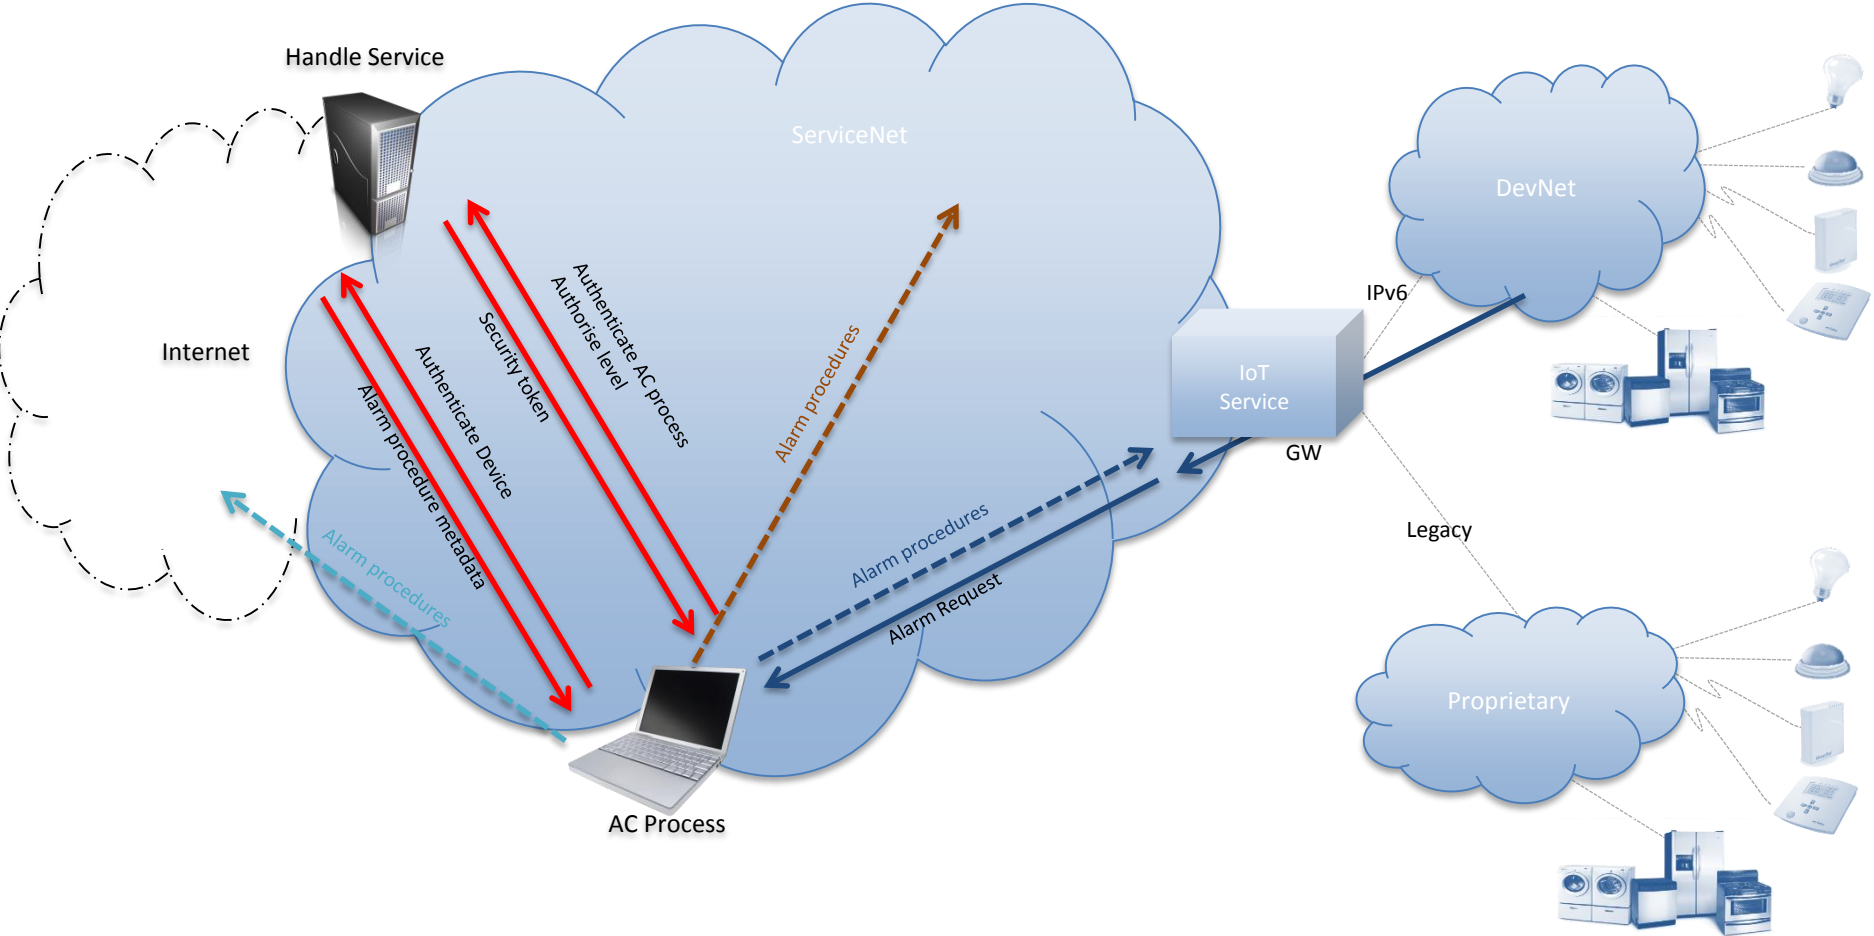 Handle Service
ServiceNet
DevNet
Internet
IPv6
IoT
Service
GW
Authenticate AC process
Authorise level
Security token
Authenticate Device
Alarm procedure metadata
Alarm procedures
Alarm procedures
Alarm procedures
Alarm Request
Legacy
Proprietary
AC Process